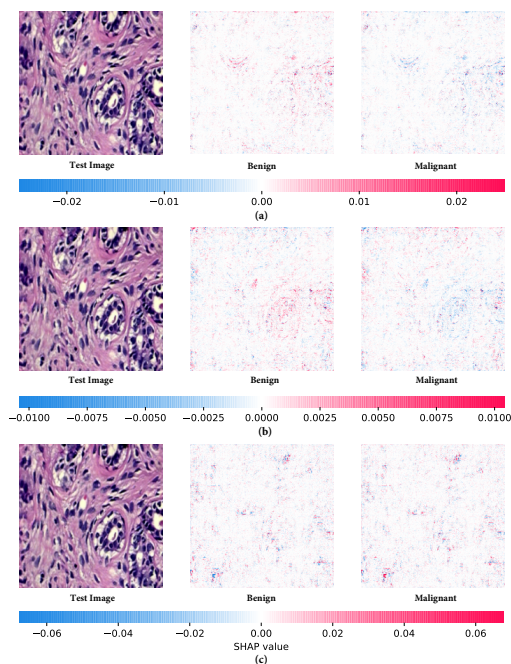 Test Image Benign Malignant
−0.02 −0.01 0.00 0.01 0.02
(a)
Test Image Benign Malignant
−0.0100 −0.0075 −0.0050 −0.0025 0.0000 0.0025 0.0050 0.0075 0.0100
(b)
Test Image Benign Malignant
−0.06 −0.04 −0.02 0.00 0.02 0.04 0.06
SHAP value
(c)